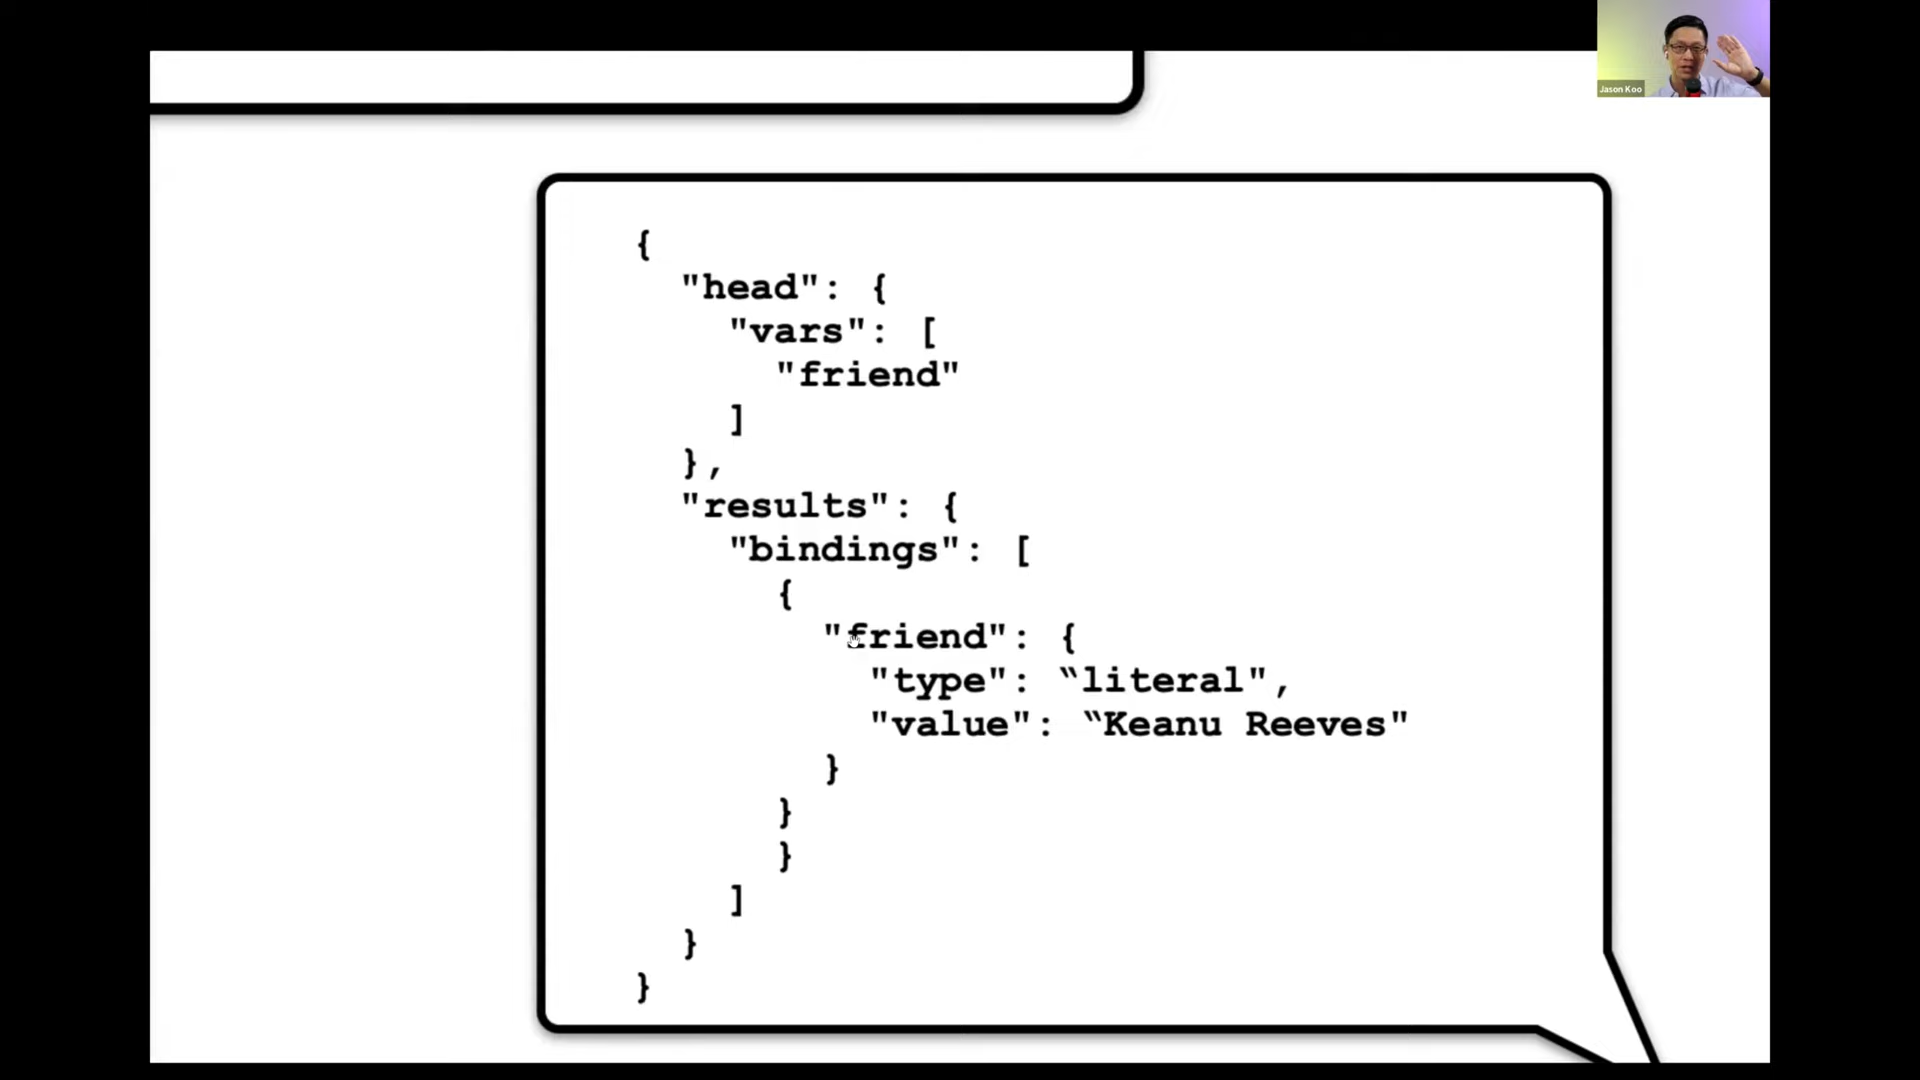 Jason Koo
{
"head": {
"vars": [
"friend"
]
},
"results": {
"bindings": [
{
"friend": {
"type": “literal",
"value": “Keanu Reeves"
}
}
}
]
}
}